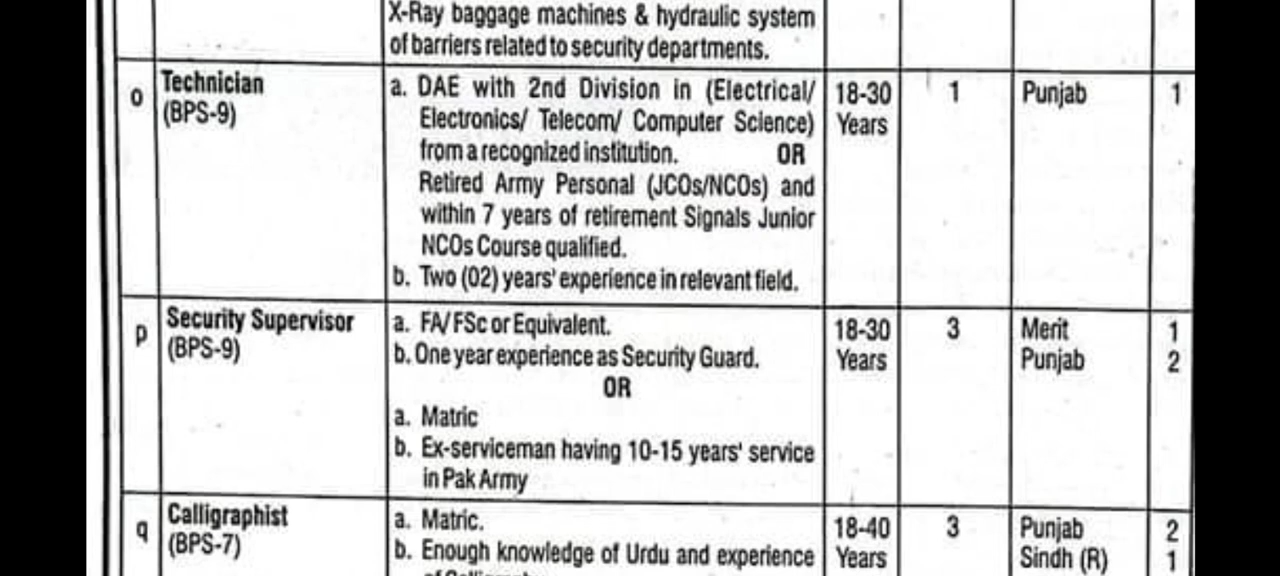 X-Ray baggage machines & hydraulic system
of barriers related to security departments.
o
Technician
(BPS-9)
a. DAE with 2nd Division in (Electrical/
Electronics/ Telecom/ Computer Science)
from a recognized institution. OR
Retired Army Personal (JCOs/NCOs) and
within 7 years of retirement Signals Junior
NCOs Course qualified.
b. Two (02) years' experience in relevant field.
18-30
Years
1
Punjab
1
p
Security Supervisor
(BPS-9)
a. FA/ FSc or Equivalent.
b. One year experience as Security Guard.
OR
a. Matric
b. Ex-serviceman having 10-15 years' service
in Pak Army
18-30
Years
3
Merit
Punjab
1
2
q
Calligraphist
(BPS-7)
a. Matric.
b. Enough knowledge of Urdu and experience
18-40
Years
3
Punjab
Sindh (R)
2
1